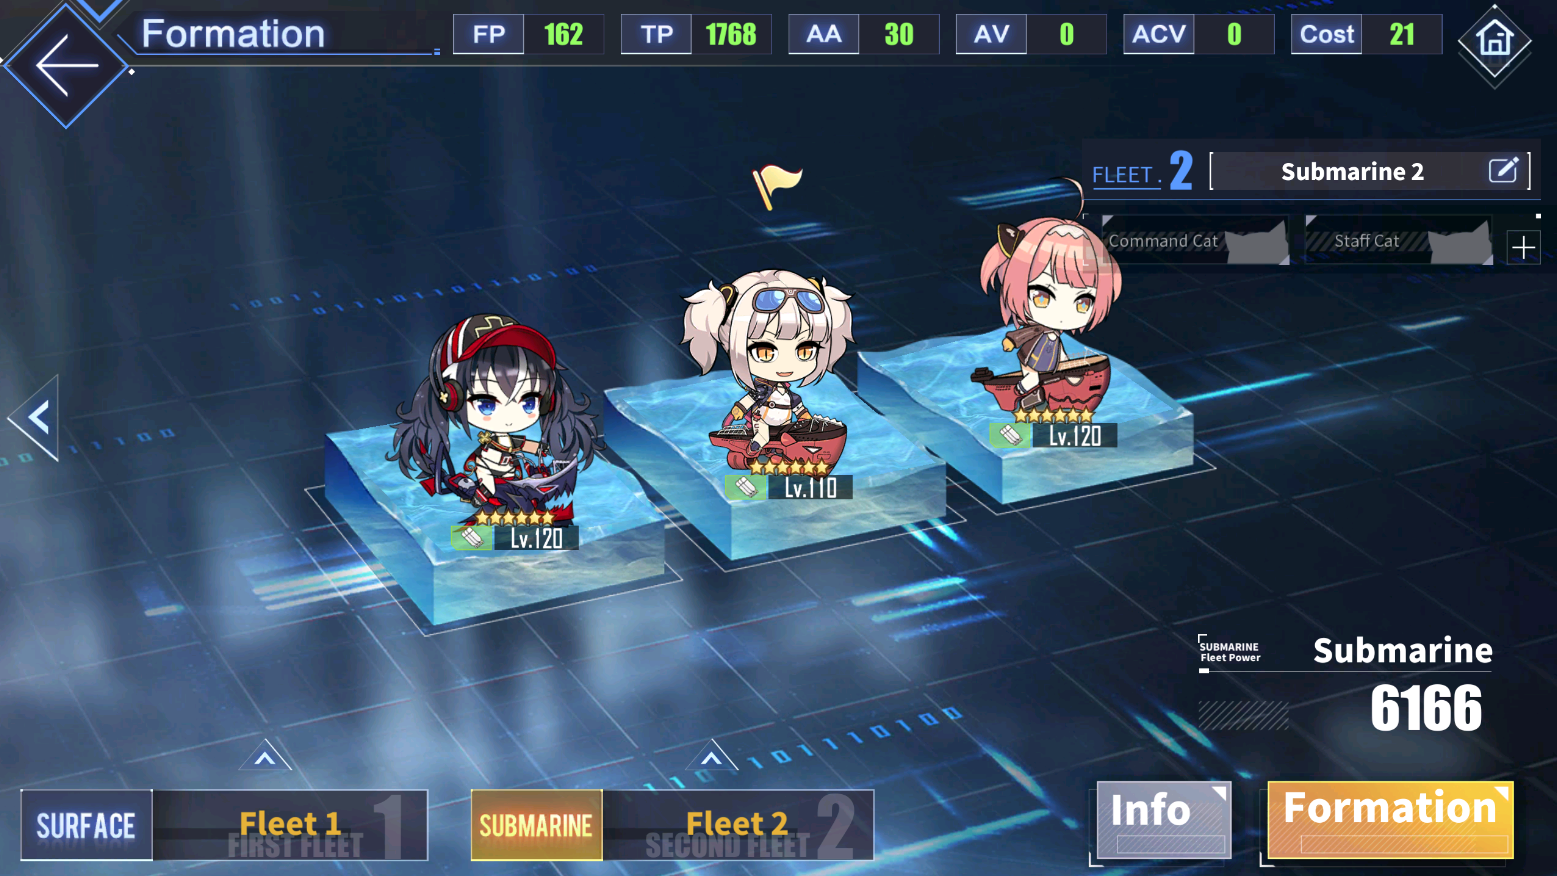 Formation
FP 162
TP 1768
AA 30
AV 0
ACV 0
Cost 21
FLEET. 2
Submarine 2
Command Cat
Staff Cat
Lv.120
Lv.110
Lv.120
SUBMARINE
Fleet Power
Submarine
6166
SURFACE
Fleet 1
FIRST FLEET 1
SUBMARINE
Fleet 2
SECOND FLEET 2
Info
Formation